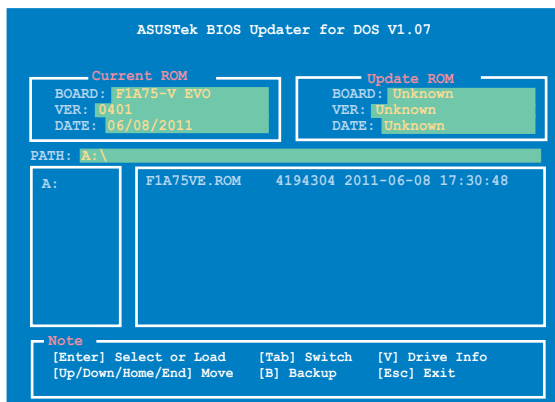 ASUSTek BIOS Updater for DOS V1.07
Current ROM
BOARD: F1A75-V EVO
VER: 0401
DATE: 06/08/2011
Update ROM
BOARD: Unknown
VER: Unknown
DATE: Unknown
PATH: A:\
A:
F1A75VE.ROM 4194304 2011-06-08 17:30:48
Note
[Enter] Select or Load [Tab] Switch [V] Drive Info
[Up/Down/Home/End] Move [B] Backup [Esc] Exit